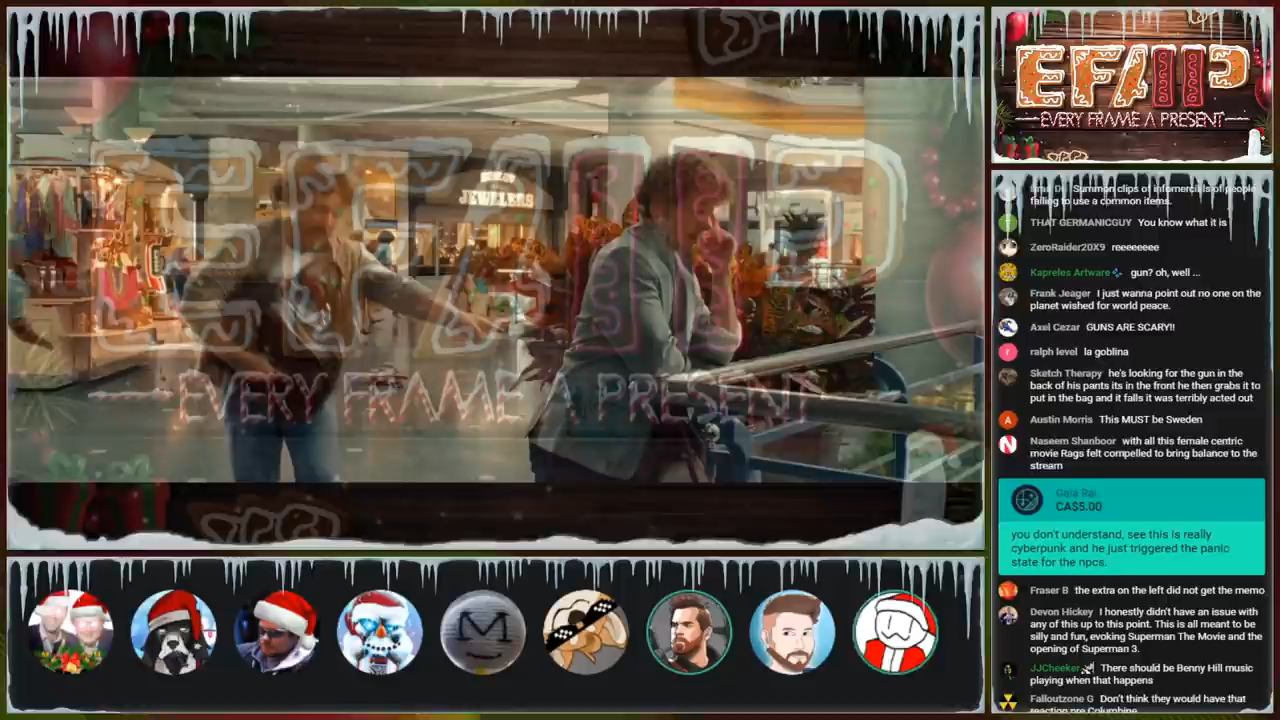 JEWELERS
EFAP
EVERY FRAME A PRESENT
M
EFAP
EVERY FRAME A PRESENT
Summon clips of infomercials of people
failing to use a common items.
THAT GERMANICGUY You know what it is
ZeroRaider20X9 reeeeeeee
Kapreles Artware gun? oh, well ...
Frank Jeager I just wanna point out no one on the
planet wished for world peace.
Axel Cezar GUNS ARE SCARY!!
r
ralph level la goblina
Sketch Therapy he's looking for the gun in the
back of his pants its in the front he then grabs it to
put in the bag and it falls it was terribly acted out
A
Austin Morris This MUST be Sweden
Naseem Shanboor with all this female centric
movie Rags felt compelled to bring balance to the
stream
Gaia Rai
CA$5.00
you don't understand, see this is really
cyberpunk and he just triggered the panic
state for the npcs.
Fraser B the extra on the left did not get the memo
Devon Hickey I honestly didn't have an issue with
any of this up to this point. This is all meant to be
silly and fun, evoking Superman The Movie and the
opening of Superman 3.
JJCheeker There should be Benny Hill music
playing when that happens
Falloutzone G Don't think they would have that
reaction pre Columbine